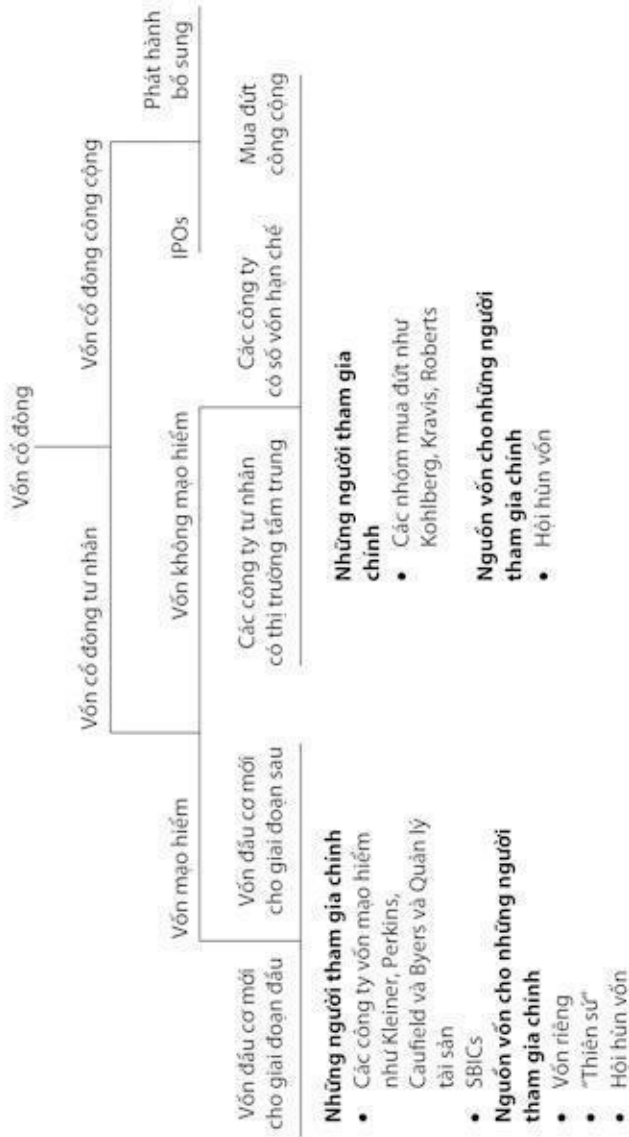 Vốn cổ đông
Vốn cổ đông tư nhân
Vốn cổ đông công cộng
Vốn mạo hiểm
Vốn không mạo hiểm
IPOs
Phát hành
bổ sung
Vốn đầu cơ mới
cho giai đoạn đầu
Vốn đầu cơ mới
cho giai đoạn sau
Các công ty tư nhân
có thị trường tầm trung
Các công ty
có số vốn hạn chế
Mua đứt
công cộng
Những người tham gia chính
• Các công ty vốn mạo hiểm
như Kleiner, Perkins,
Caufield và Byers và Quản lý
tài sản
• SBICs
Nguồn vốn cho những người
tham gia chính
• Vốn riêng
• “Thiên sứ”
• Hội hùn vốn
Những người tham gia
chính
• Các nhóm mua đứt như
Kohlberg, Kravis, Roberts
Nguồn vốn chonhững người
tham gia chính
• Hội hùn vốn